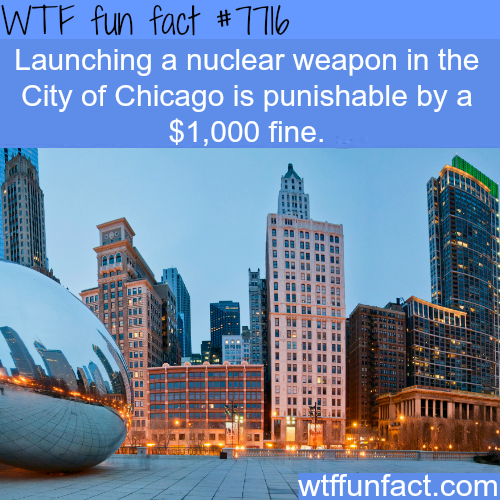 WTF fun fact #7716
Launching a nuclear weapon in the
City of Chicago is punishable by a
$1,000 fine.
wtffunfact.com